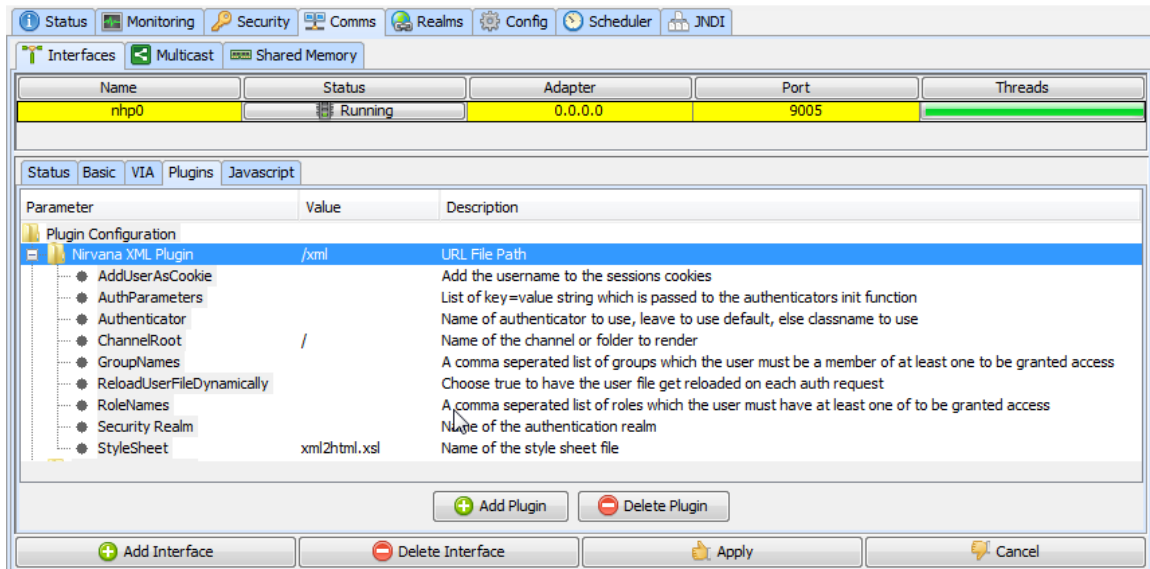 Status Monitoring Security Comms Realms Config Scheduler JNDI
Interfaces Multicast Shared Memory
Name Status Adapter Port Threads
nhp0 Running 0.0.0.0 9005
Status Basic VIA Plugins Javascript
Parameter Value Description
Plugin Configuration
Nirvana XML Plugin /xml URL File Path
AddUserAsCookie Add the username to the sessions cookies
AuthParameters List of key=value string which is passed to the authenticators init function
Authenticator Name of authenticator to use, leave to use default, else classname to use
ChannelRoot / Name of the channel or folder to render
GroupNames A comma seperated list of groups which the user must be a member of at least one to be granted access
ReloadUserFileDynamically Choose true to have the user file get reloaded on each auth request
RoleNames A comma seperated list of roles which the user must have at least one of to be granted access
Security Realm Name of the authentication realm
StyleSheet xml2html.xsl Name of the style sheet file
Add Plugin Delete Plugin
Add Interface Delete Interface Apply Cancel